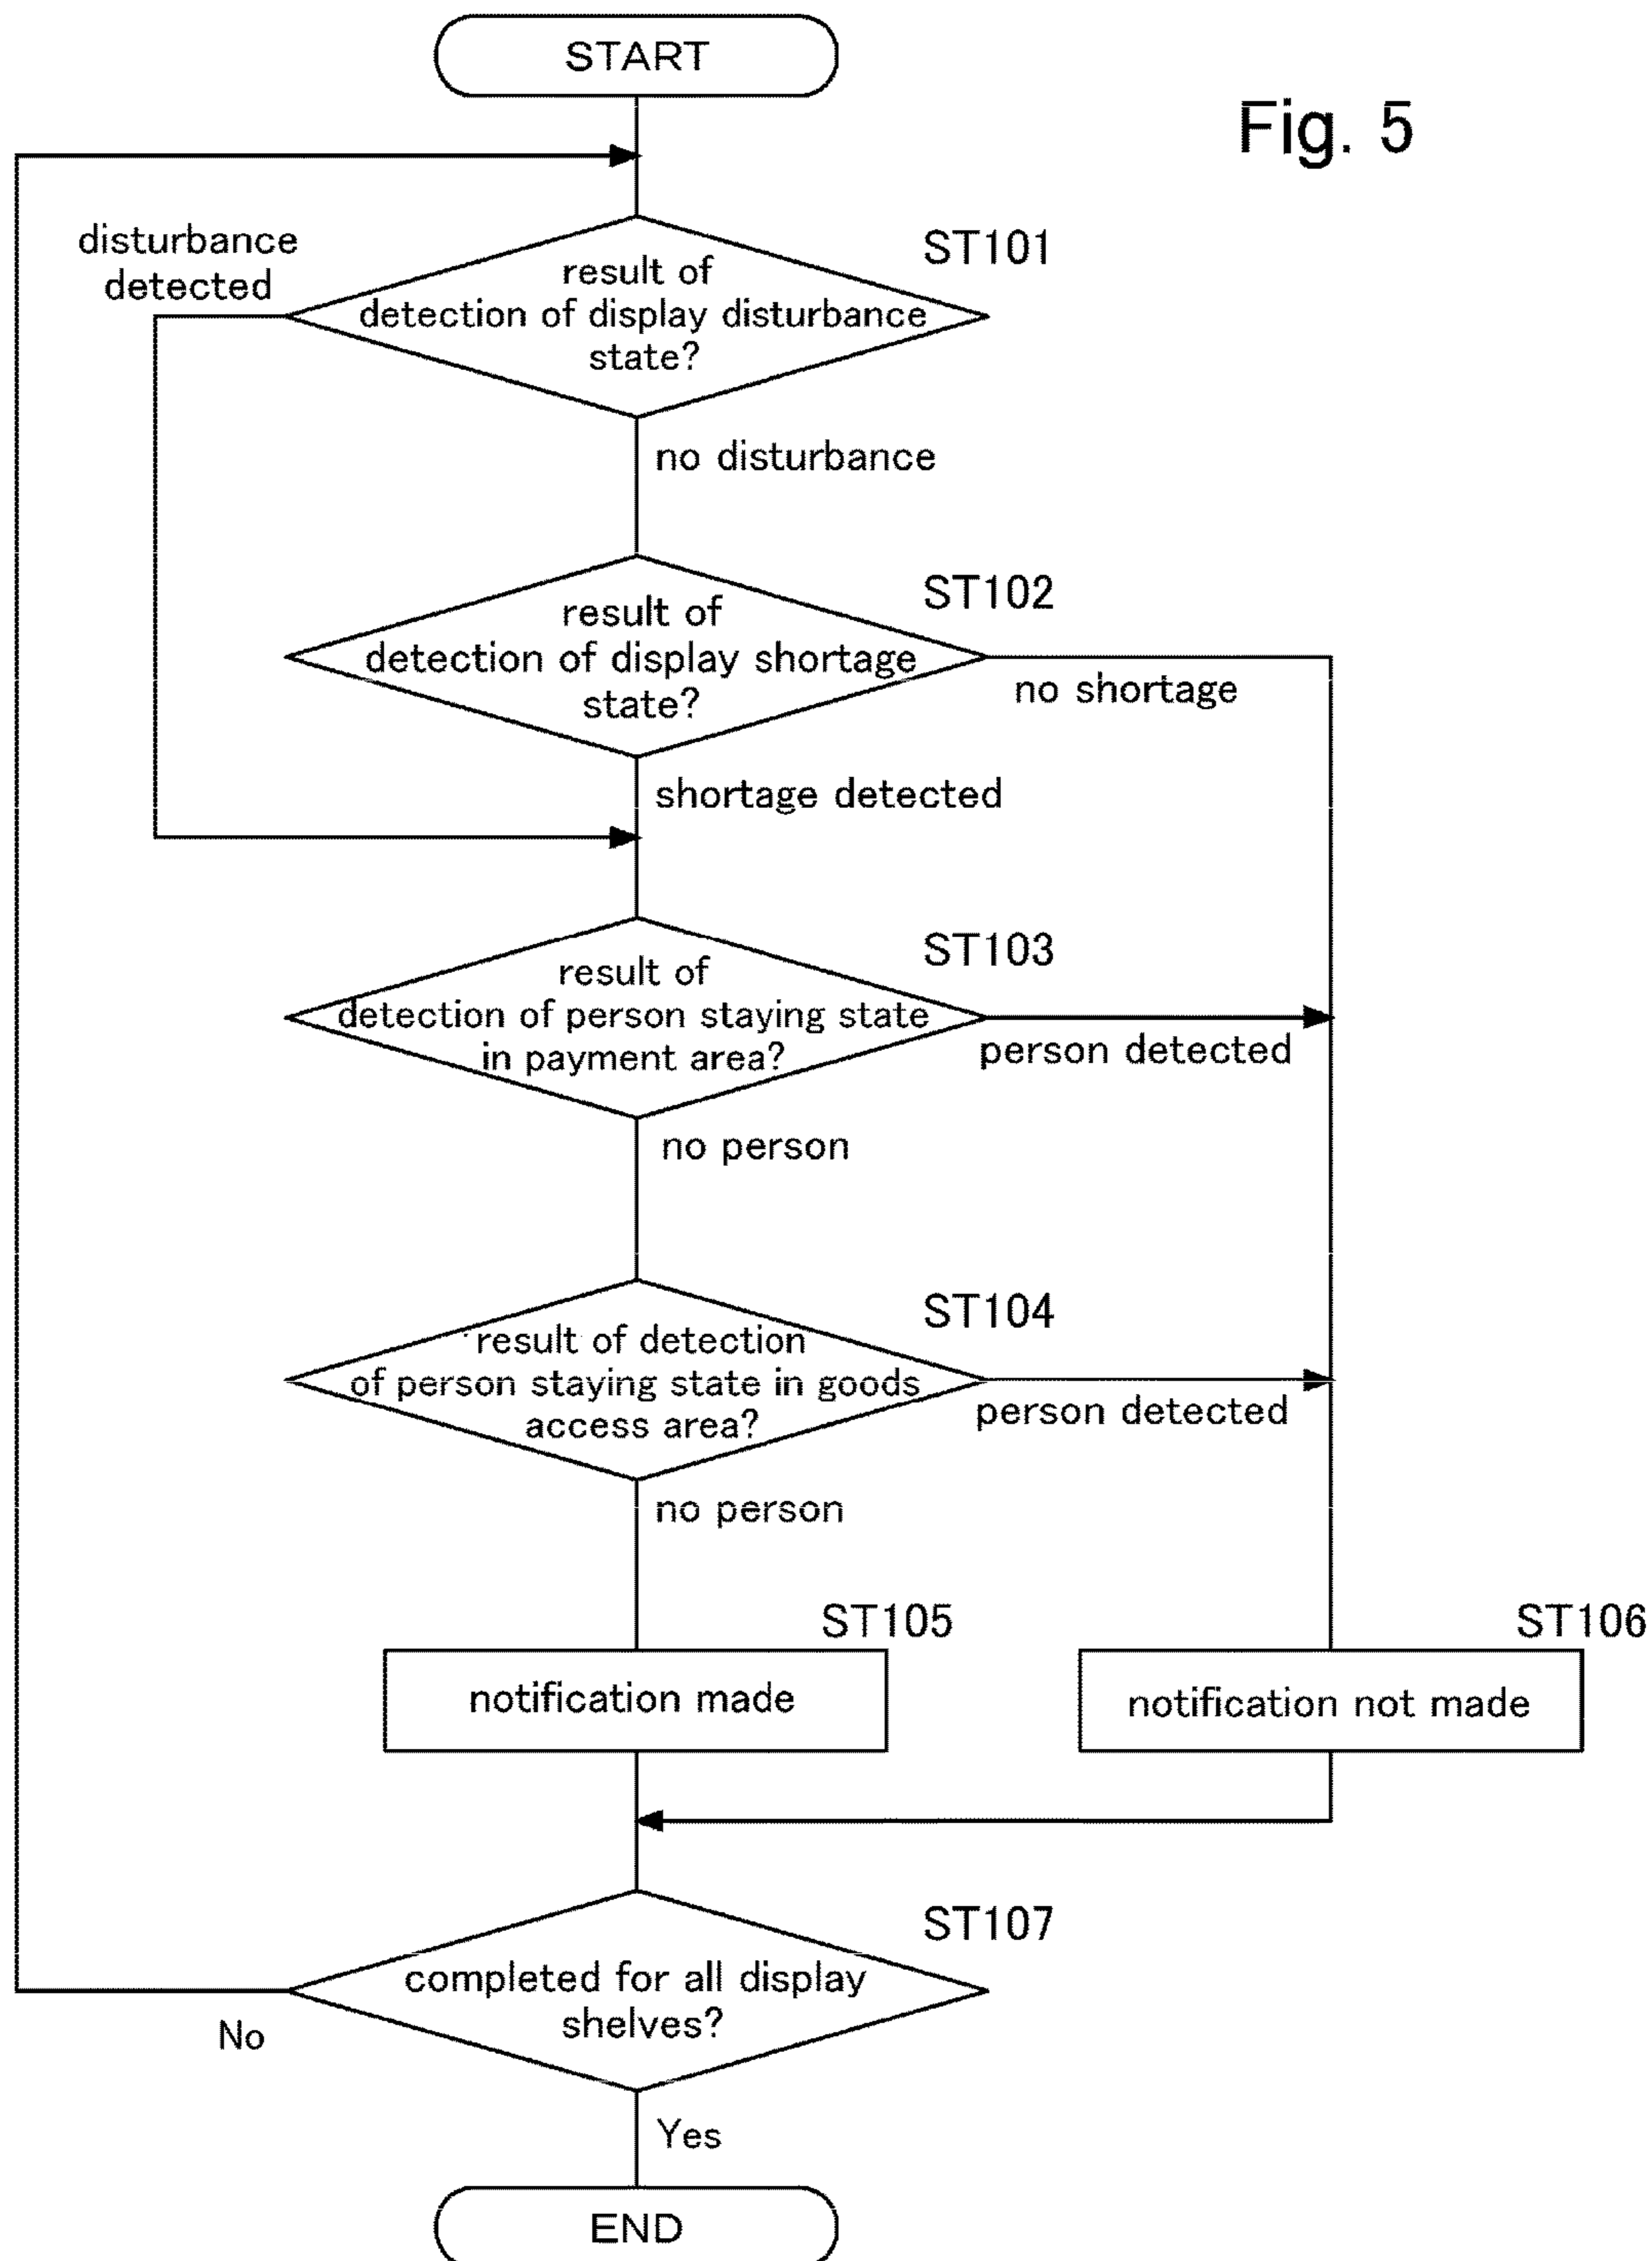 START
Fig. 5
disturbance
detected
ST101
result of
detection of display disturbance
state?
no disturbance
ST102
result of
detection of display shortage
state?
no shortage
shortage detected
ST103
result of
detection of person staying state
in payment area?
person detected
no person
ST104
result of detection
of person staying state in goods
access area?
person detected
no person
ST105
notification made
ST106
notification not made
ST107
completed for all display
shelves?
No
Yes
END